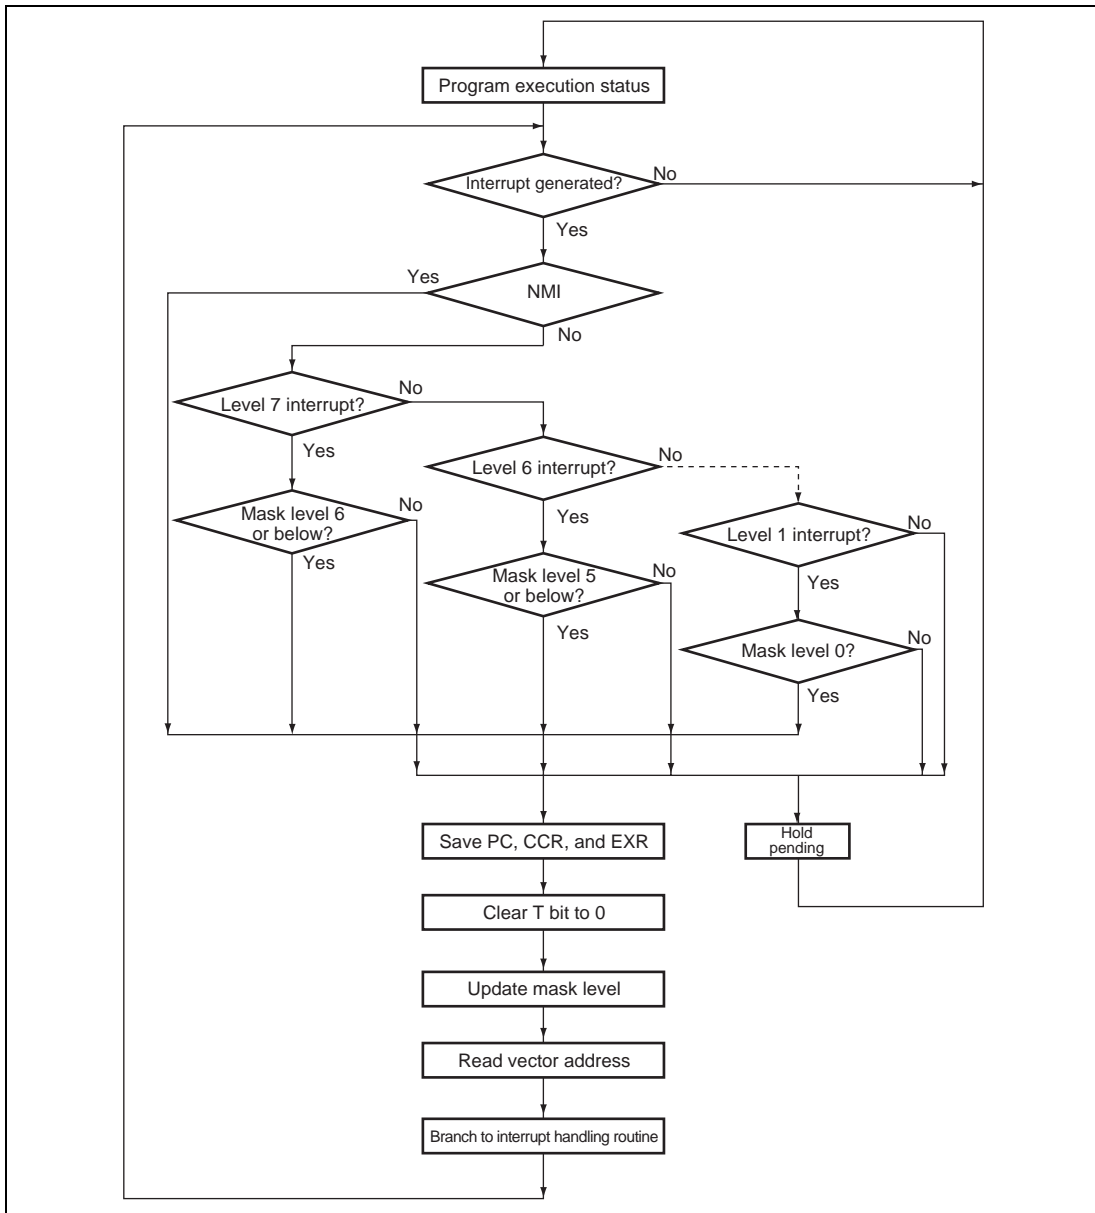 Program execution status
Interrupt generated?
No
Yes
Yes
NMI
No
Level 7 interrupt?
No
Yes
Level 6 interrupt?
No
Mask level 6
or below?
No
Yes
Yes
Level 1 interrupt?
No
Mask level 5
or below?
No
Yes
Yes
Mask level 0?
No
Yes
Save PC, CCR, and EXR
Hold
pending
Clear T bit to 0
Update mask level
Read vector address
Branch to interrupt handling routine